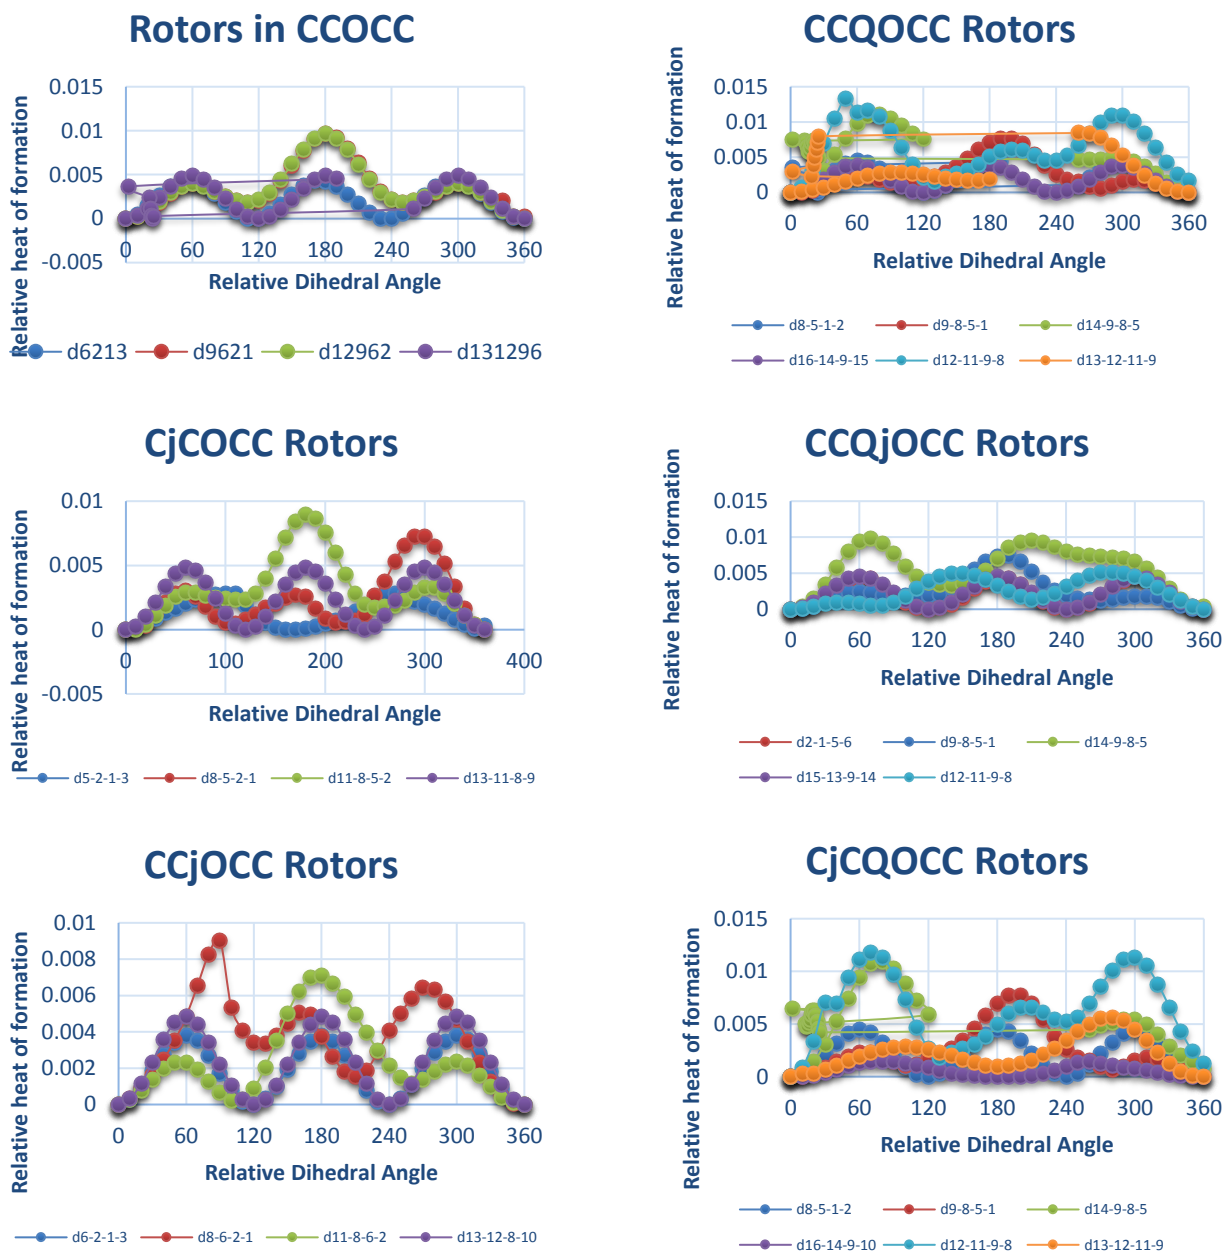 Rotors in CCOCC
Relative heat of formation
0.015
0.01
0.005
0
-0.005
0 60 120 180 240 300 360
Relative Dihedral Angle
d6213 d9621 d12962 d131296
CCQOCC Rotors
Relative heat of formation
0.015
0.01
0.005
0
0 60 120 180 240 300 360
Relative Dihedral Angle
d8-5-1-2 d9-8-5-1 d14-9-8-5
d16-14-9-15 d12-11-9-8 d13-12-11-9
CjCOCC Rotors
Relative heat of formation
0.01
0.005
0
-0.005
0 100 200 300 400
Relative Dihedral Angle
d5-2-1-3 d8-5-2-1 d11-8-5-2 d13-11-8-9
CCQjOCC Rotors
Relative heat of formation
0.015
0.01
0.005
0
0 60 120 180 240 300 360
Relative Dihedral Angle
d2-1-5-6 d9-8-5-1 d14-9-8-5
d15-13-9-14 d12-11-9-8
CCjOCC Rotors
Relative heat of formation
0.01
0.008
0.006
0.004
0.002
0
0 60 120 180 240 300 360
Relative Dihedral Angle
d6-2-1-3 d8-6-2-1 d11-8-6-2 d13-12-8-10
CjCQOCC Rotors
Relative heat of formation
0.015
0.01
0.005
0
0 60 120 180 240 300 360
Relative Dihedral Angle
d8-5-1-2 d9-8-5-1 d14-9-8-5
d16-14-9-10 d12-11-9-8 d13-12-11-9